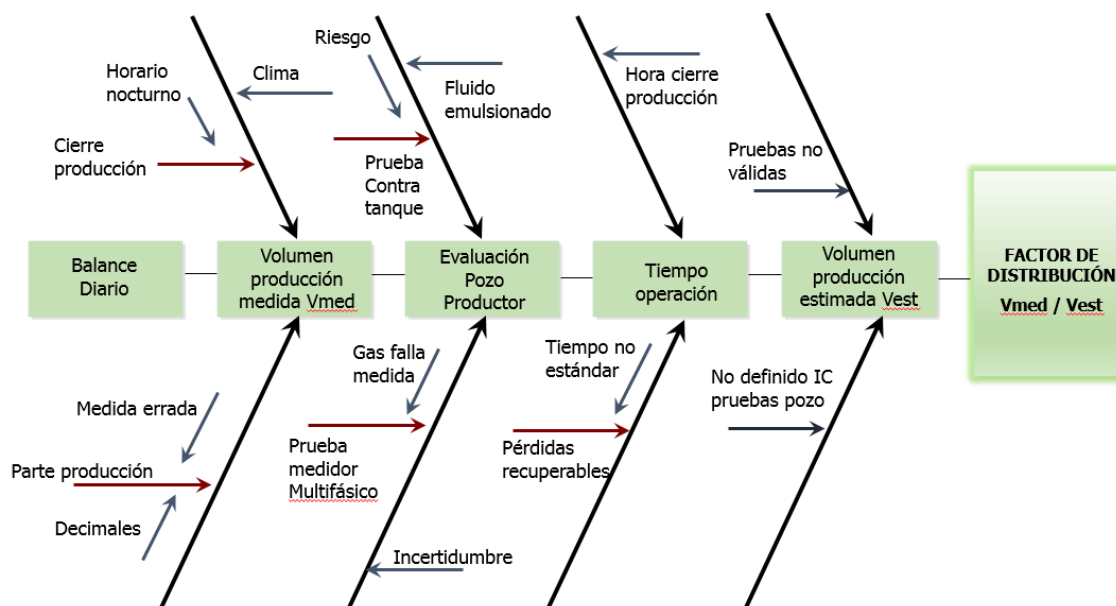 Riesgo
Horario
nocturno
Clima
Fluido
emulsionado
Hora cierre
producción
Cierre
producción
Prueba
Contra
tanque
Pruebas no
válidas
Balance
Diario
Volumen
producción
medida Vmed
Evaluación
Pozo
Productor
Tiempo
operación
Volumen
producción
estimada Vest
FACTOR DE
DISTRIBUCIÓN
Vmed / Vest
Gas falla
medida
Tiempo no
estándar
No definido IC
pruebas pozo
Medida errada
Parte producción
Prueba
medidor
Multifásico
Pérdidas
recuperables
Decimales
Incertidumbre